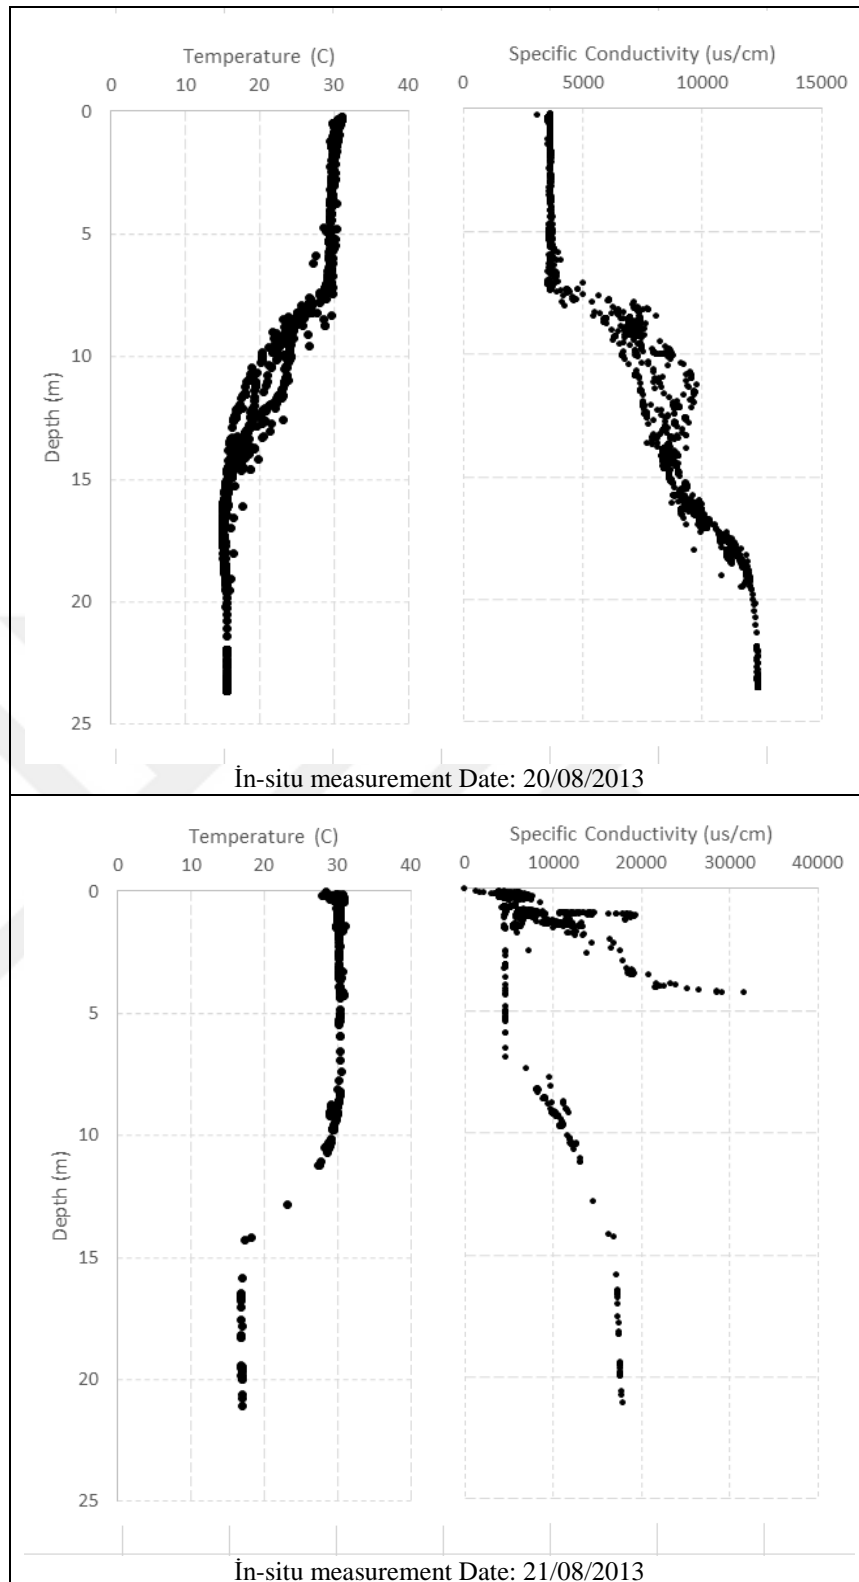 Temperature (C) Specific Conductivity (us/cm)
0 10 20 30 40 0 5000 10000 15000
0
5
10
15
20
25
Depth (m)
İn-situ measurement Date: 20/08/2013
Temperature (C) Specific Conductivity (us/cm)
0 10 20 30 40 0 10000 20000 30000 40000
0
5
10
15
20
25
Depth (m)
İn-situ measurement Date: 21/08/2013